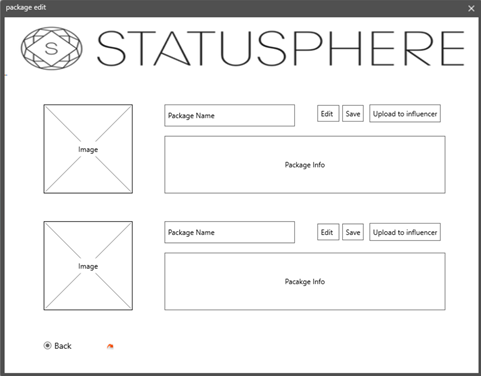 package edit
S STATUSPHERE
Package Name
Edit
Save
Upload to influencer
Image
Package Info
Package Name
Edit
Save
Upload to influencer
Image
Pacakge Info
Back